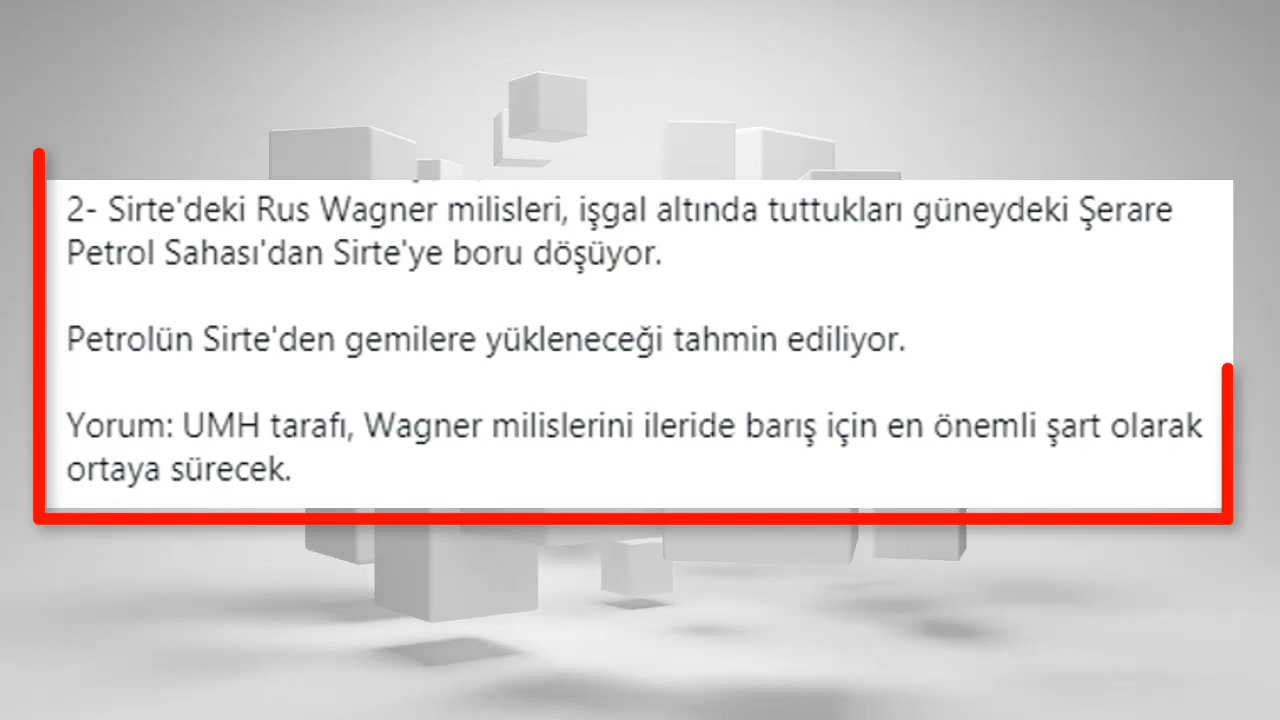 2- Sirte'deki Rus Wagner milisleri, işgal altında tuttukları güneydeki Şerare
Petrol Sahası'dan Sirte'ye boru döşüyor.
Petrolün Sirte'den gemilere yükleneceği tahmin ediliyor.
Yorum: UMH tarafı, Wagner milislerini ileride barış için en önemli şart olarak
ortaya sürecek.